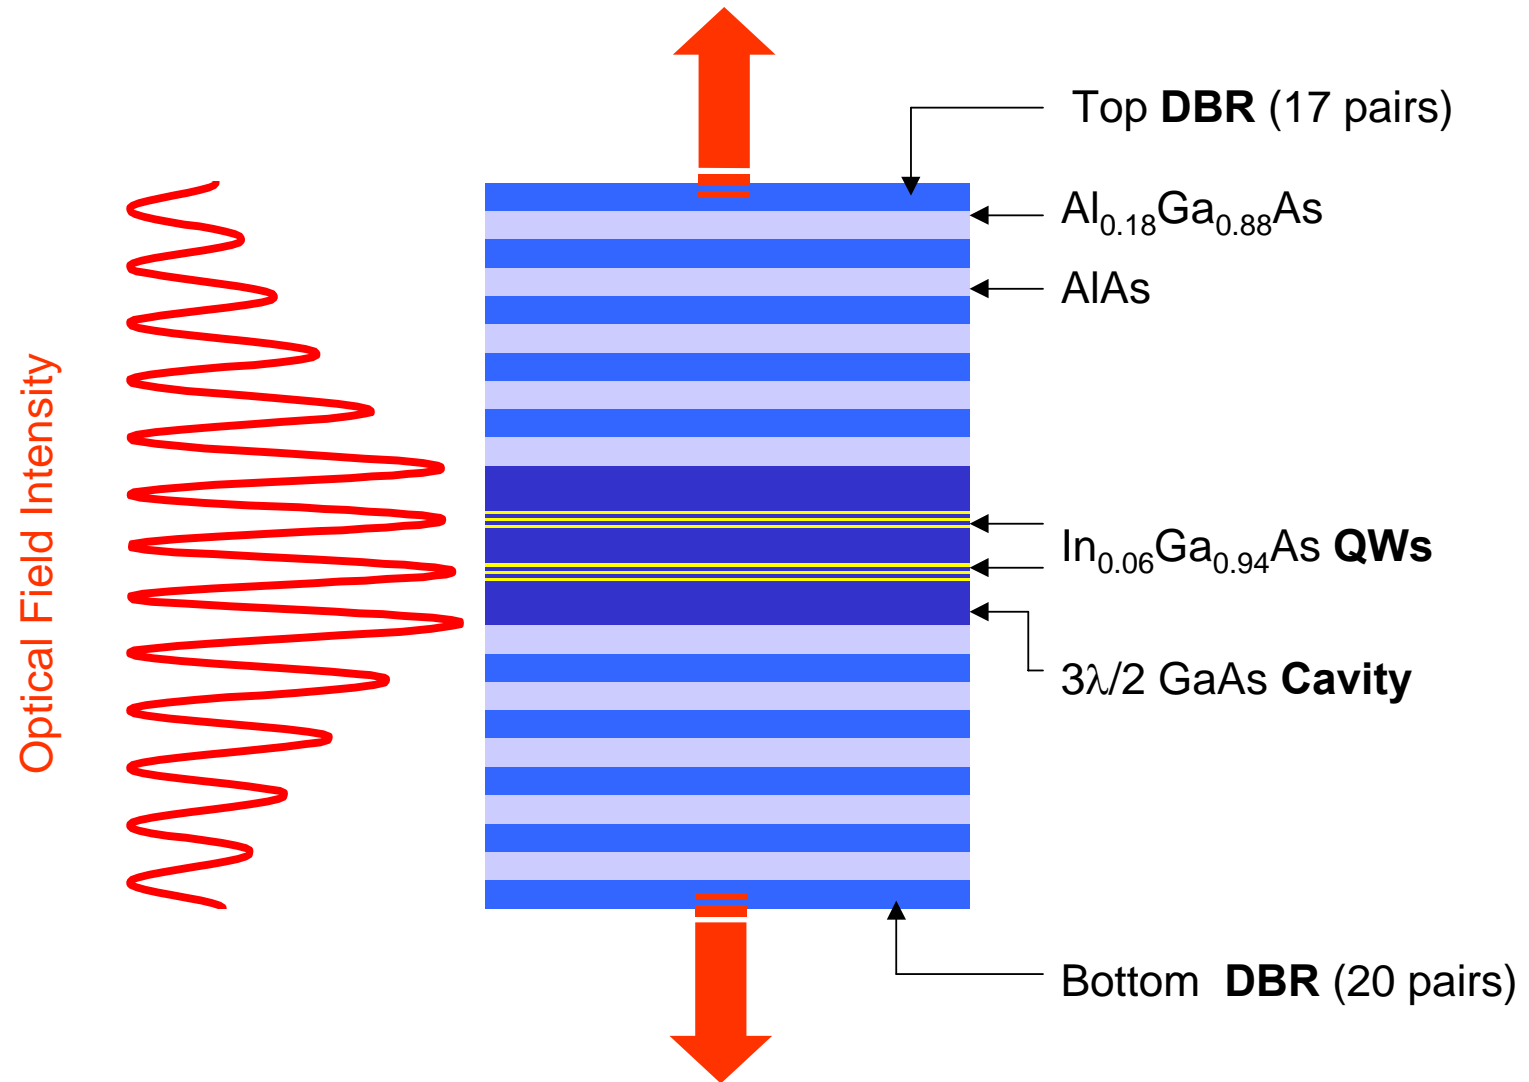 Top DBR (17 pairs)
Al0.18Ga0.88As
AlAs
Optical Field Intensity
In0.06Ga0.94As QWs
3λ/2 GaAs Cavity
Bottom DBR (20 pairs)